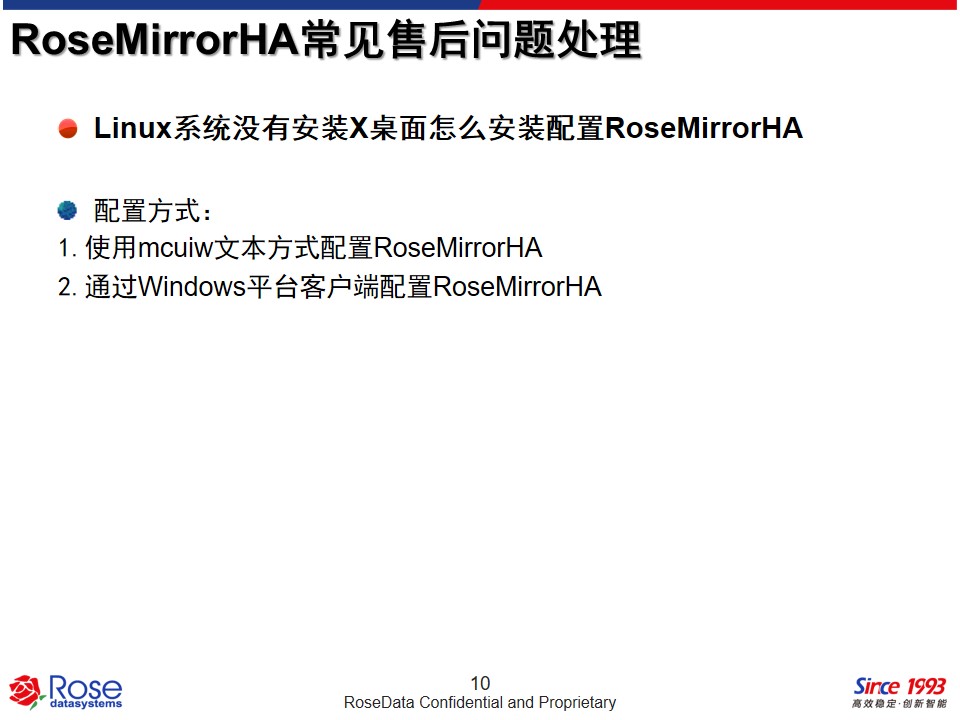 RoseMirrorHA常见售后问题处理
Linux系统没有安装X桌面怎么安装配置RoseMirrorHA
配置方式：
1. 使用mcuiw文本方式配置RoseMirrorHA
2. 通过Windows平台客户端配置RoseMirrorHA
Rose
datasystems
10
RoseData Confidential and Proprietary
Since 1993
高效稳定·创新智能